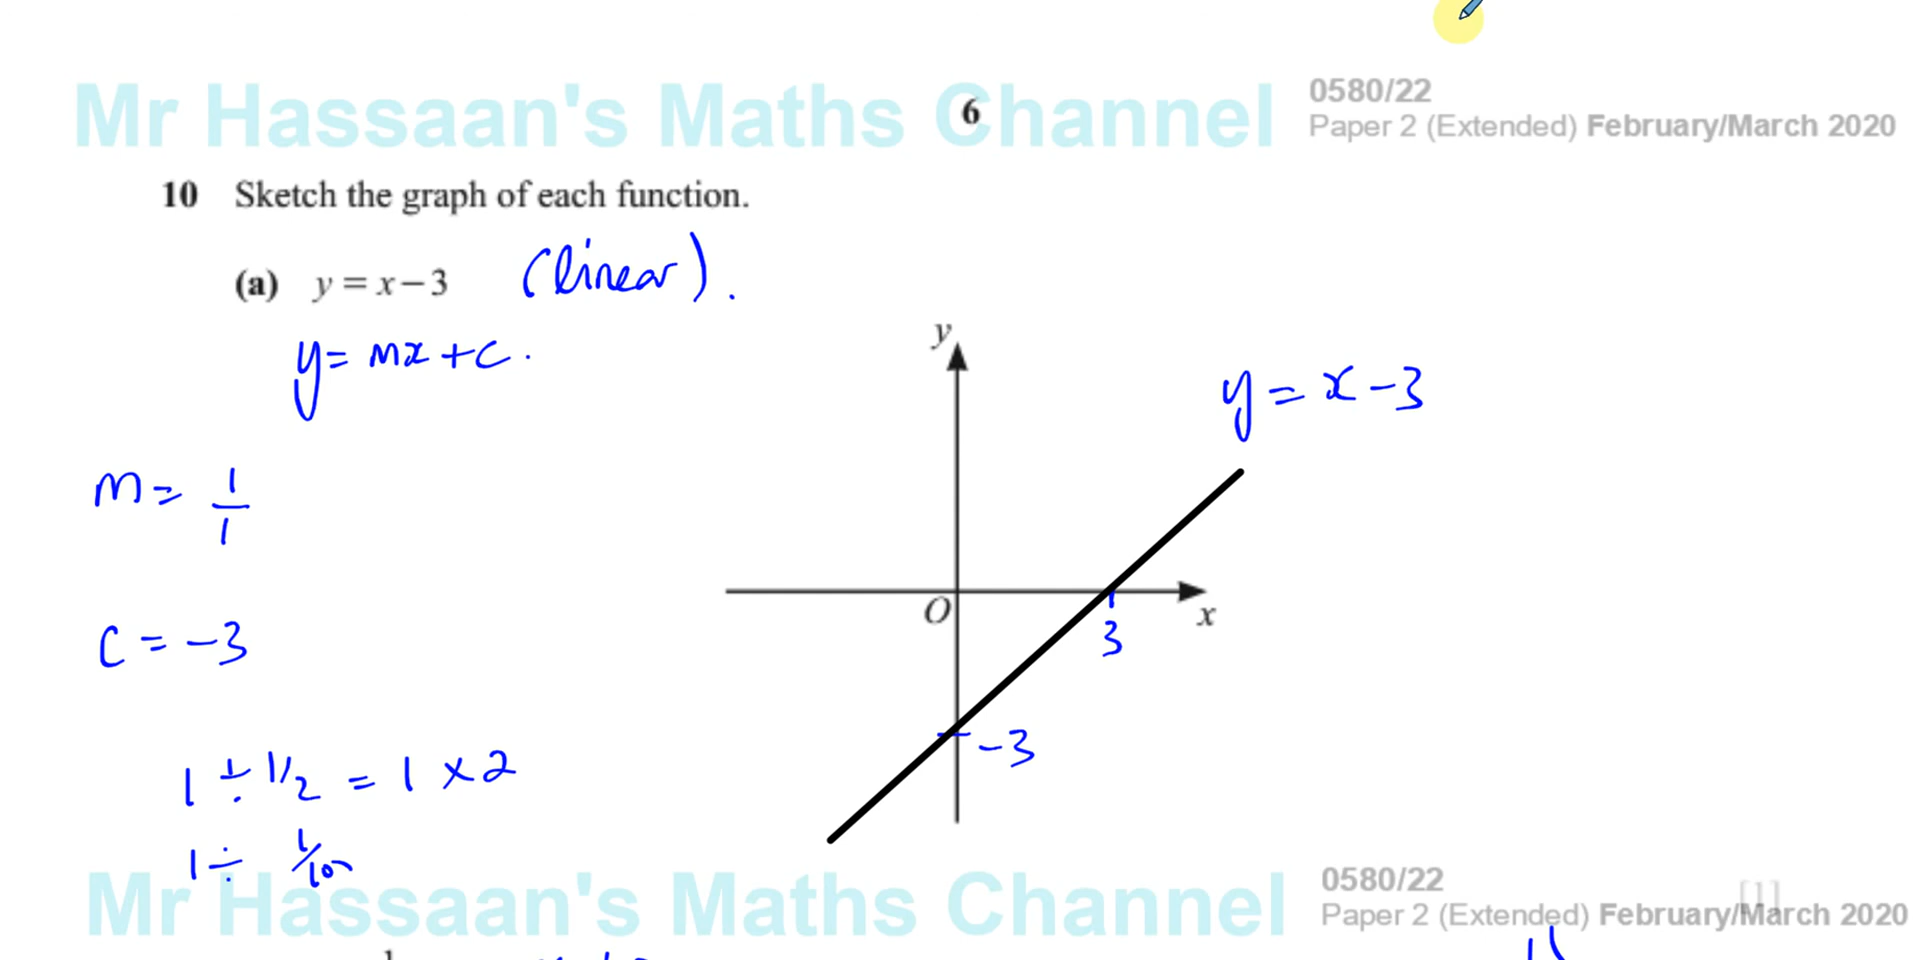 Mr Hassaan's Maths Channel
6
0580/22
Paper 2 (Extended) February/March 2020
10 Sketch the graph of each function.
(a) y = x − 3 (linear).
y = mx + c.
y
y = x − 3
m = 1/1
O
x
3
c = −3
−3
1 ÷ 1/2 = 1 × 2
1 ÷
Mr Hassaan's Maths Channel
0580/22
[1]
Paper 2 (Extended) February/March 2020